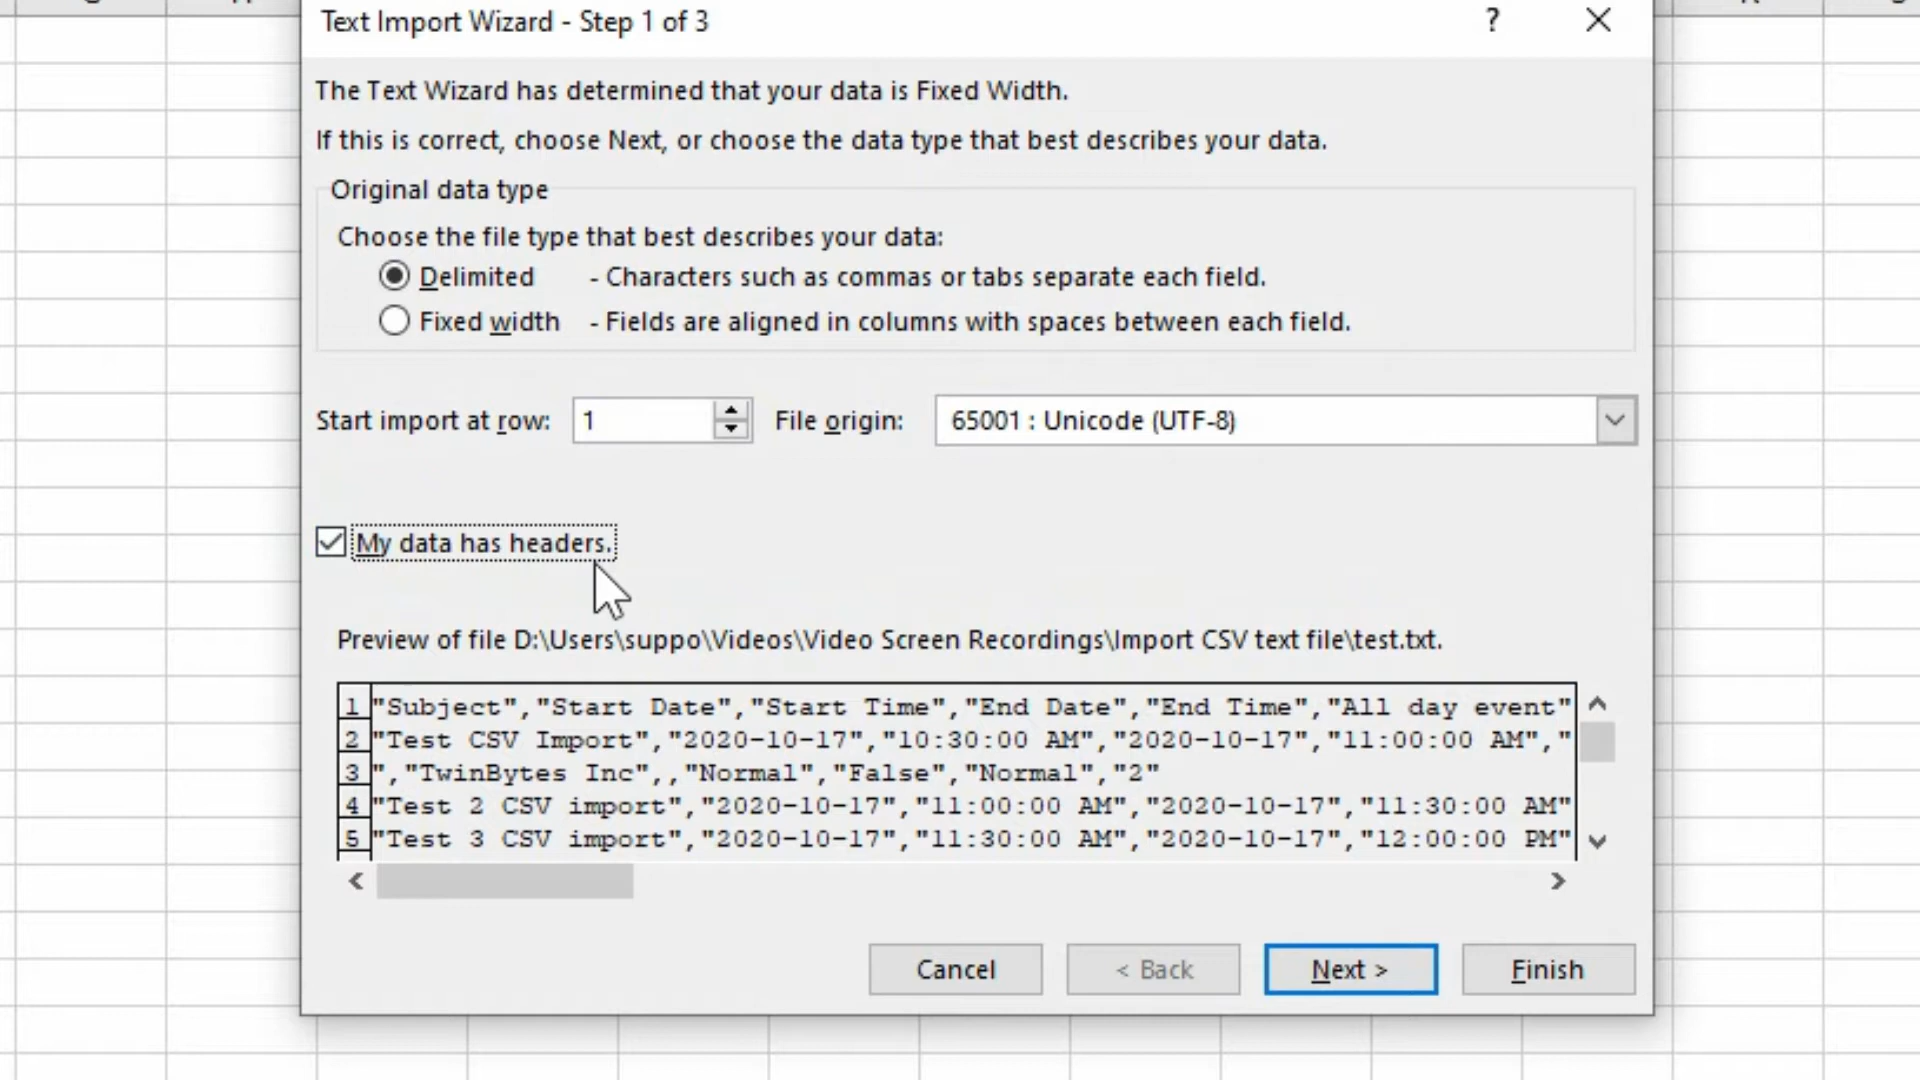 Text Import Wizard - Step 1 of 3
?
The Text Wizard has determined that your data is Fixed Width.
If this is correct, choose Next, or choose the data type that best describes your data.
Original data type
Choose the file type that best describes your data:
Delimited - Characters such as commas or tabs separate each field.
Fixed width - Fields are aligned in columns with spaces between each field.
Start import at row: 1 File origin: 65001 : Unicode (UTF-8)
My data has headers.
Preview of file D:\Users\suppo\Videos\Video Screen Recordings\Import CSV text file\test.txt.
1 "Subject","Start Date","Start Time","End Date","End Time","All day event"
2 "Test CSV Import","2020-10-17","10:30:00 AM","2020-10-17","11:00:00 AM","
3 ","TwinBytes Inc",,"Normal","False","Normal","2"
4 "Test 2 CSV import","2020-10-17","11:00:00 AM","2020-10-17","11:30:00 AM"
5 "Test 3 CSV import","2020-10-17","11:30:00 AM","2020-10-17","12:00:00 PM"
Cancel < Back Next > Finish